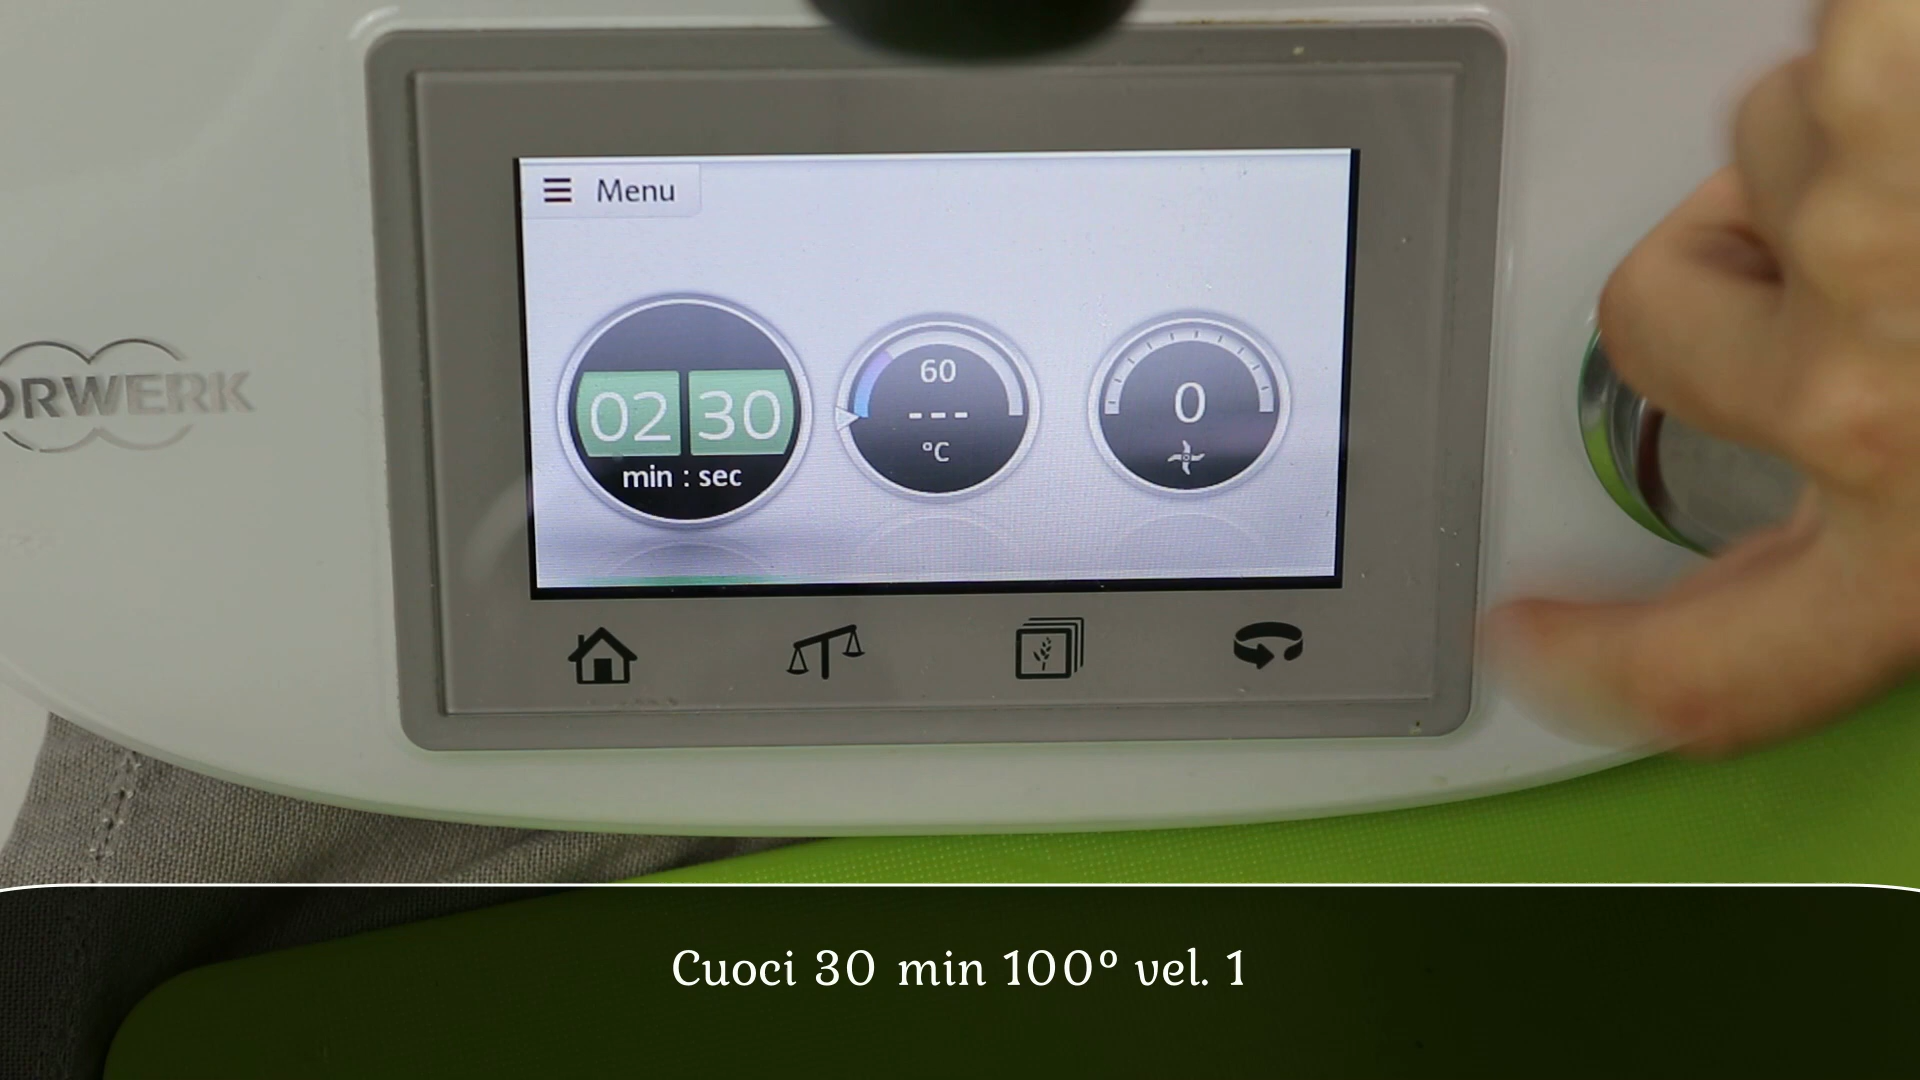 Menu
02 30
min : sec
60
---
°C
0
ORWERK
Cuoci 30 min 100° vel. 1